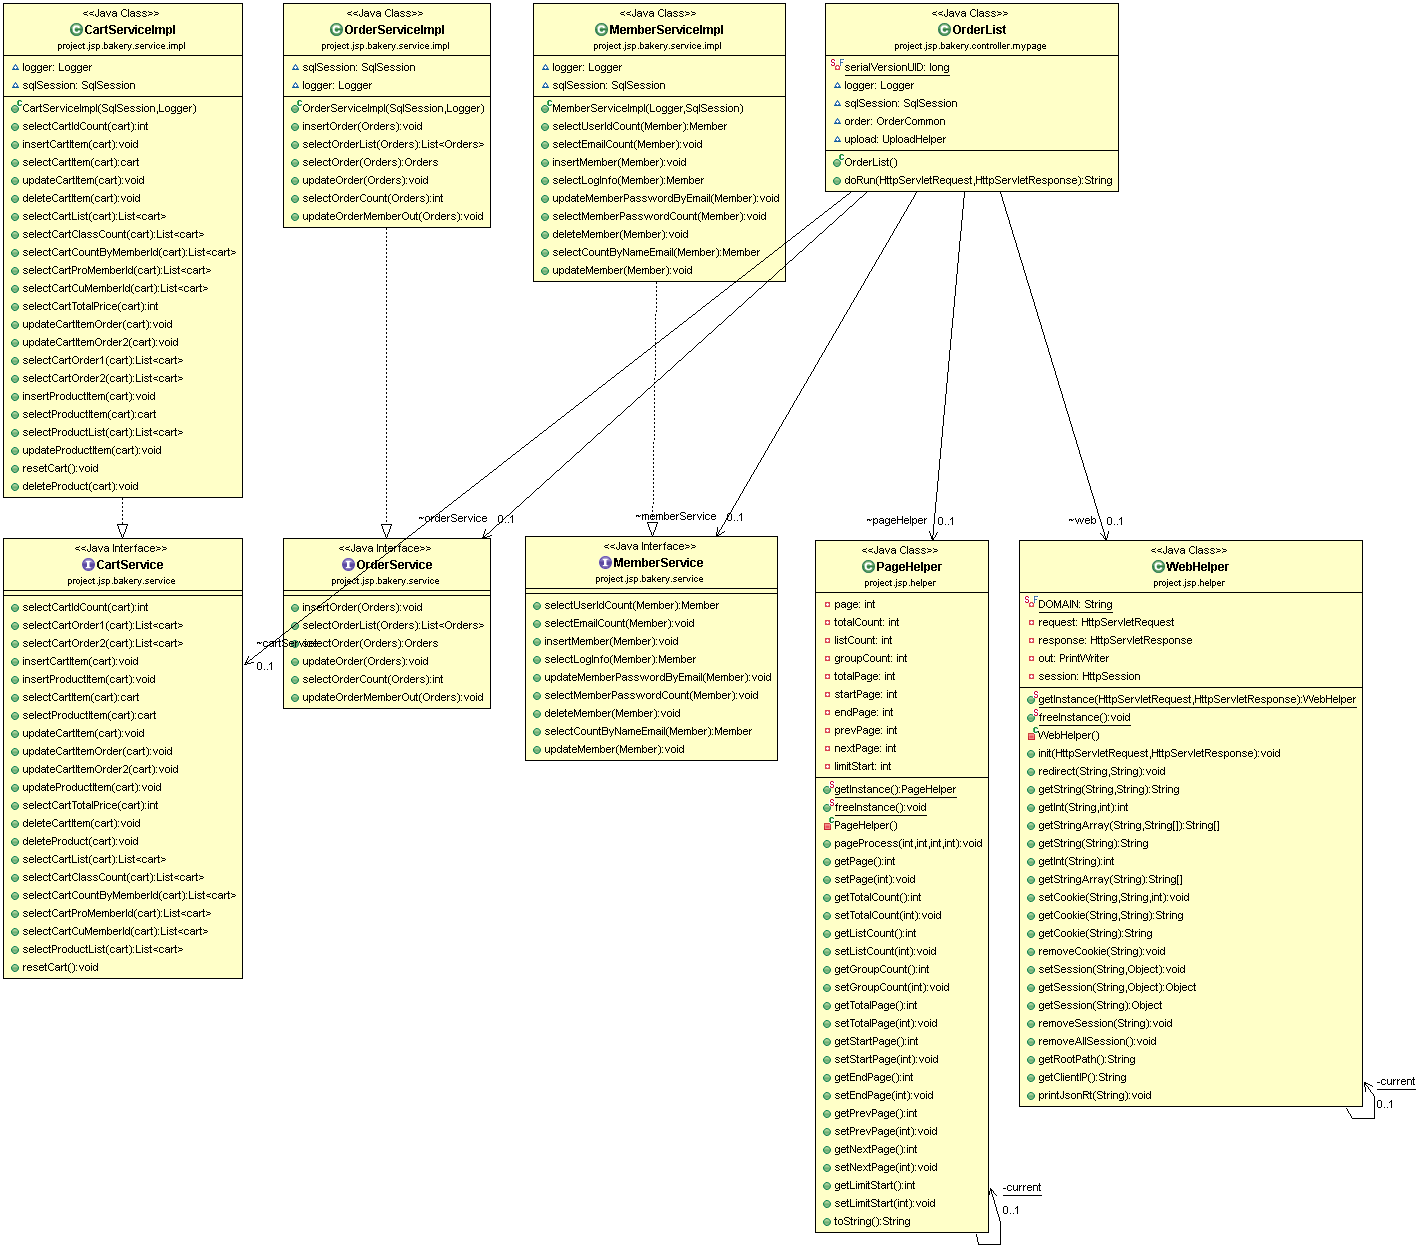 <<Java Class>>
CartServiceImpl
project.jsp.bakery.service.impl
logger: Logger
sqlSession: SqlSession
CartServiceImpl(SqlSession,Logger)
selectCartIdCount(cart):int
insertCartItem(cart):void
selectCartItem(cart):cart
updateCartItem(cart):void
deleteCartItem(cart):void
selectCartList(cart):List<cart>
selectCartClassCount(cart):List<cart>
selectCartCountByMemberId(cart):List<cart>
selectCartProMemberId(cart):List<cart>
selectCartCuMemberId(cart):List<cart>
selectCartTotalPrice(cart):int
updateCartItemOrder(cart):void
updateCartItemOrder2(cart):void
selectCartOrder1(cart):List<cart>
selectCartOrder2(cart):List<cart>
insertProductItem(cart):void
selectProductItem(cart):cart
selectProductList(cart):List<cart>
updateProductItem(cart):void
resetCart():void
deleteProduct(cart):void
<<Java Class>>
OrderServiceImpl
project.jsp.bakery.service.impl
sqlSession: SqlSession
logger: Logger
OrderServiceImpl(SqlSession,Logger)
insertOrder(Orders):void
selectOrderList(Orders):List<Orders>
selectOrder(Orders):Orders
updateOrder(Orders):void
selectOrderCount(Orders):int
updateOrderMemberOut(Orders):void
<<Java Class>>
MemberServiceImpl
project.jsp.bakery.service.impl
logger: Logger
sqlSession: SqlSession
MemberServiceImpl(Logger,SqlSession)
selectUserIdCount(Member):Member
selectEmailCount(Member):void
insertMember(Member):void
selectLogInfo(Member):Member
updateMemberPasswordByEmail(Member):void
selectMemberPasswordCount(Member):void
deleteMember(Member):void
selectCountByNameEmail(Member):Member
updateMember(Member):void
<<Java Class>>
OrderList
project.jsp.bakery.controller.mypage
serialVersionUID: long
logger: Logger
sqlSession: SqlSession
order: OrderCommon
upload: UploadHelper
OrderList()
doRun(HttpServletRequest,HttpServletResponse):String
~orderService 0..1
~memberService 0..1
~pageHelper 0..1
~web 0..1
~cartService
0..1
<<Java Interface>>
CartService
project.jsp.bakery.service
selectCartIdCount(cart):int
selectCartOrder1(cart):List<cart>
selectCartOrder2(cart):List<cart>
insertCartItem(cart):void
insertProductItem(cart):void
selectCartItem(cart):cart
selectProductItem(cart):cart
updateCartItem(cart):void
updateCartItemOrder(cart):void
updateCartItemOrder2(cart):void
updateProductItem(cart):void
selectCartTotalPrice(cart):int
deleteCartItem(cart):void
deleteProduct(cart):void
selectCartList(cart):List<cart>
selectCartClassCount(cart):List<cart>
selectCartCountByMemberId(cart):List<cart>
selectCartProMemberId(cart):List<cart>
selectCartCuMemberId(cart):List<cart>
selectProductList(cart):List<cart>
resetCart():void
<<Java Interface>>
OrderService
project.jsp.bakery.service
insertOrder(Orders):void
selectOrderList(Orders):List<Orders>
selectOrder(Orders):Orders
updateOrder(Orders):void
selectOrderCount(Orders):int
updateOrderMemberOut(Orders):void
<<Java Interface>>
MemberService
project.jsp.bakery.service
selectUserIdCount(Member):Member
selectEmailCount(Member):void
insertMember(Member):void
selectLogInfo(Member):Member
updateMemberPasswordByEmail(Member):void
selectMemberPasswordCount(Member):void
deleteMember(Member):void
selectCountByNameEmail(Member):Member
updateMember(Member):void
<<Java Class>>
PageHelper
project.jsp.helper
page: int
totalCount: int
listCount: int
groupCount: int
totalPage: int
startPage: int
endPage: int
prevPage: int
nextPage: int
limitStart: int
getInstance():PageHelper
freeInstance():void
PageHelper()
pageProcess(int,int,int,int):void
getPage():int
setPage(int):void
getTotalCount():int
setTotalCount(int):void
getListCount():int
setListCount(int):void
getGroupCount():int
setGroupCount(int):void
getTotalPage():int
setTotalPage(int):void
getStartPage():int
setStartPage(int):void
getEndPage():int
setEndPage(int):void
getPrevPage():int
setPrevPage(int):void
getNextPage():int
setNextPage(int):void
getLimitStart():int
setLimitStart(int):void
toString():String
-current
0..1
<<Java Class>>
WebHelper
project.jsp.helper
DOMAIN: String
request: HttpServletRequest
response: HttpServletResponse
out: PrintWriter
session: HttpSession
getInstance(HttpServletRequest,HttpServletResponse):WebHelper
freeInstance():void
WebHelper()
init(HttpServletRequest,HttpServletResponse):void
redirect(String,String):void
getString(String,String):String
getInt(String,int):int
getStringArray(String,String[]):String[]
getString(String):String
getInt(String):int
getStringArray(String):String[]
setCookie(String,String,int):void
getCookie(String,String):String
getCookie(String):String
removeCookie(String):void
setSession(String,Object):void
getSession(String,Object):Object
getSession(String):Object
removeSession(String):void
removeAllSession():void
getRootPath():String
getClientIP():String
printJsonRt(String):void
-current
0..1